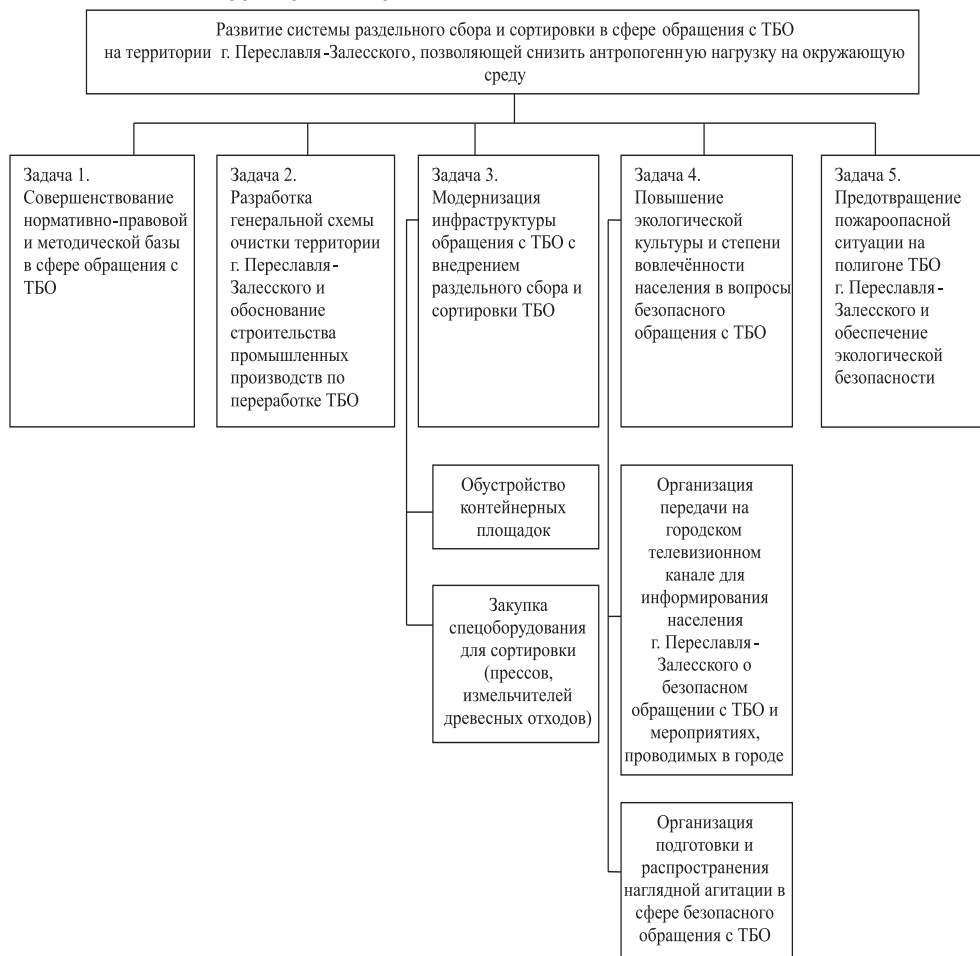 Развитие системы раздельного сбора и сортировки в сфере обращения с ТБО
на территории г. Переславля-Залесского, позволяющей снизить антропогенную нагрузку на окружающую
среду
Задача 1.
Совершенствование
нормативно-правовой
и методической базы
в сфере обращения с
ТБО
Задача 2.
Разработка
генеральной схемы
очистки территории
г. Переславля-
Залесского и
обоснование
строительства
промышленных
производств по
переработке ТБО
Задача 3.
Модернизация
инфраструктуры
обращения с ТБО с
внедрением
раздельного сбора и
сортировки ТБО
Задача 4.
Повышение
экологической
культуры и степени
вовлечённости
населения в вопросы
безопасного
обращения с ТБО
Задача 5.
Предотвращение
пожароопасной
ситуации на
полигоне ТБО
г. Переславля-
Залесского и
обеспечение
экологической
безопасности
Обустройство
контейнерных
площадок
Закупка
спецоборудования
для сортировки
(прессов,
измельчителей
древесных отходов)
Организация
передачи на
городском
телевизионном
канале для
информирования
населения
г. Переславля-
Залесского о
безопасном
обращении с ТБО и
мероприятиях,
проводимых в городе
Организация
подготовки и
распространения
наглядной агитации в
сфере безопасного
обращения с ТБО